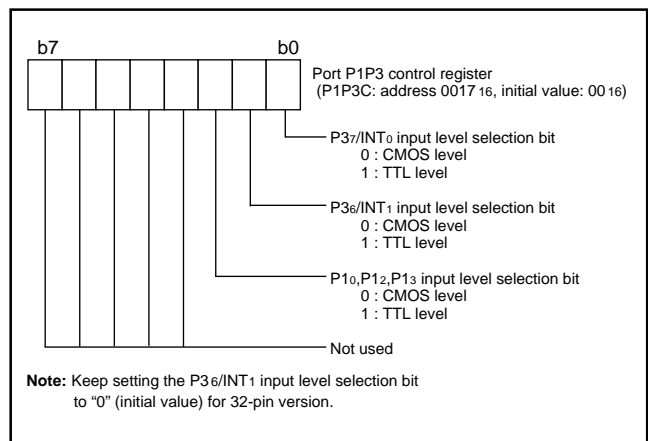 b7 b0
Port P1P3 control register
(P1P3C: address 0017 16, initial value: 00 16)
P37/INT0 input level selection bit
0 : CMOS level
1 : TTL level
P36/INT1 input level selection bit
0 : CMOS level
1 : TTL level
P10,P12,P13 input level selection bit
0 : CMOS level
1 : TTL level
Not used
Note: Keep setting the P36/INT1 input level selection bit
to “0” (initial value) for 32-pin version.